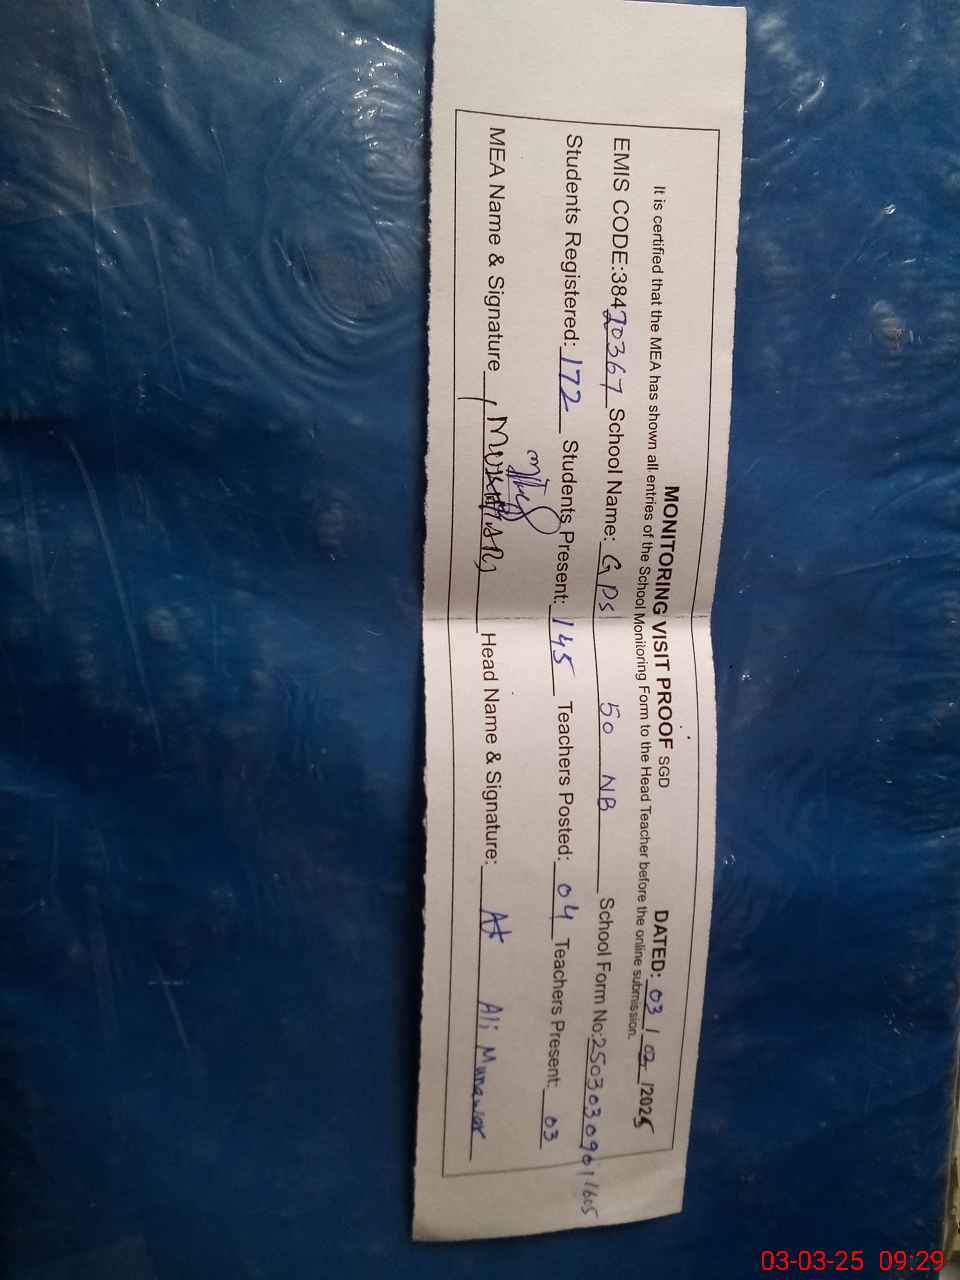 MONITORING VISIT PROOF SGD DATED: 03 / 03 /2025
It is certified that the MEA has shown all entries of the School Monitoring Form to the Head Teacher before the online submission.
EMIS CODE:38420367 School Name: GPS 50 NB School Form No:25030309011605
Students Registered: 172 Students Present: 145 Teachers Posted: 04 Teachers Present: 03
MEA Name & Signature Head Name & Signature: Ali Munawar
03-03-25 09:29